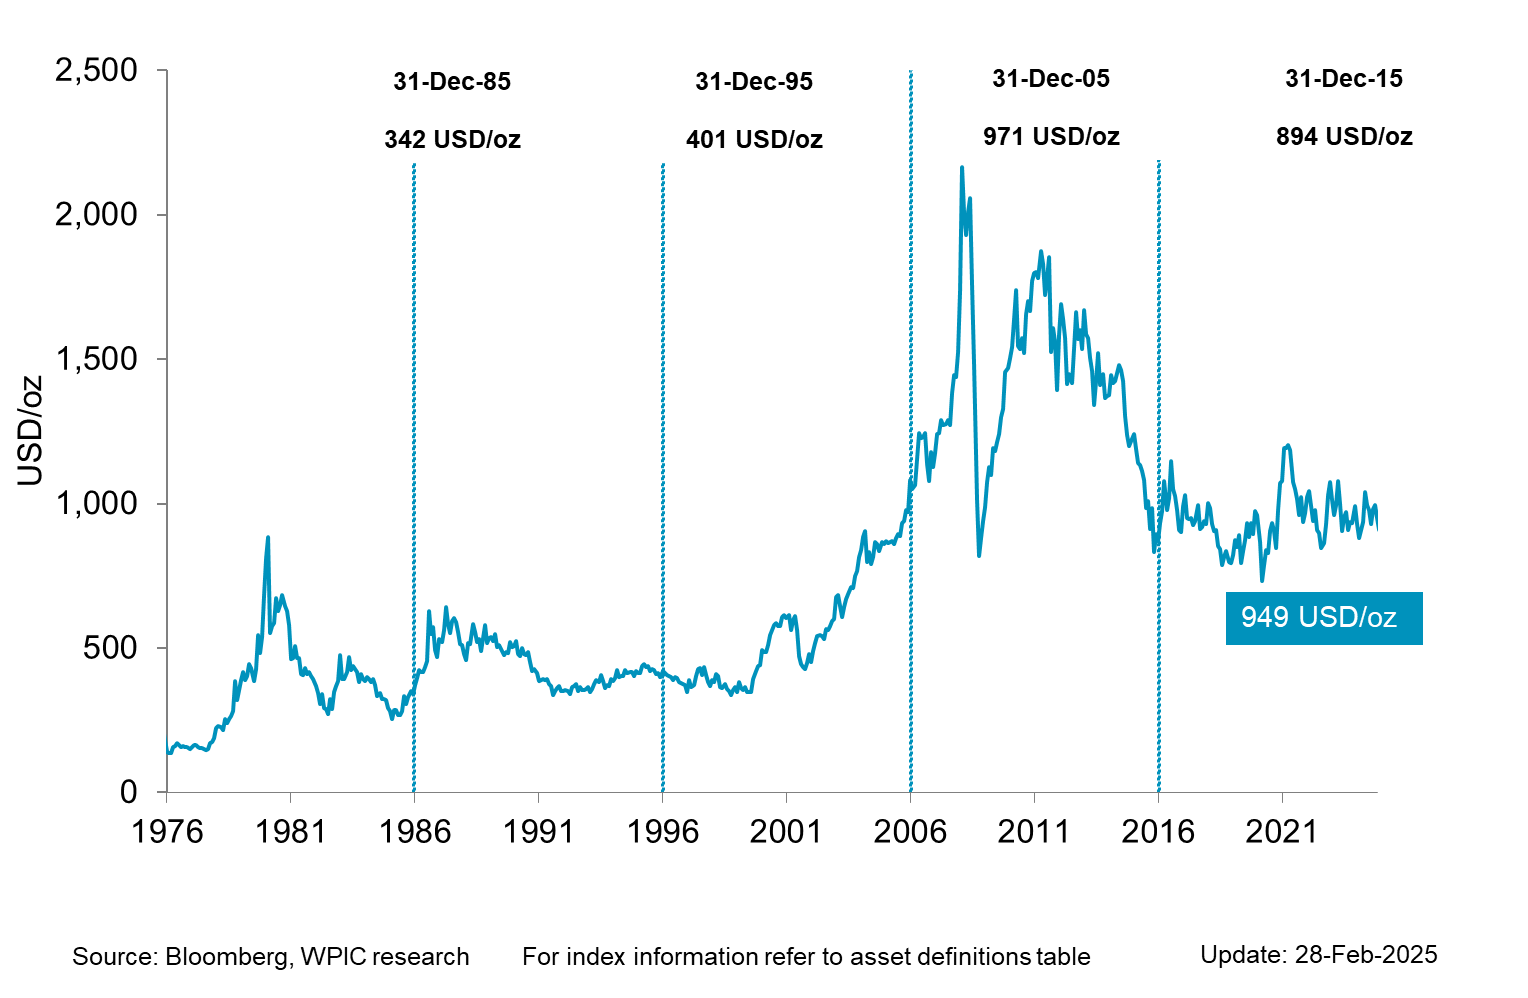 31-Dec-85
31-Dec-95
31-Dec-05
31-Dec-15
342 USD/oz
401 USD/oz
971 USD/oz
894 USD/oz
2,500
2,000
1,500
1,000
500
0
USD/oz
949 USD/oz
1976
1981
1986
1991
1996
2001
2006
2011
2016
2021
Source: Bloomberg, WPIC research
For index information refer to asset definitions table
Update: 28-Feb-2025